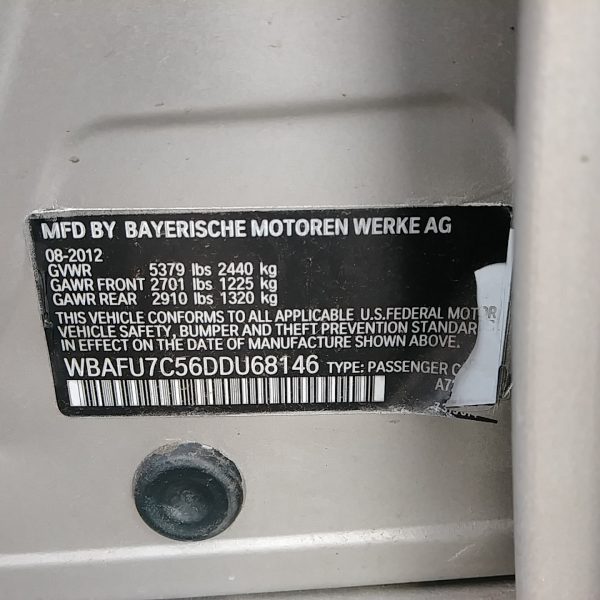 MFD BY BAYERISCHE MOTOREN WERKE AG
08-2012
GVWR 5379 lbs 2440 kg
GAWR FRONT 2701 lbs 1225 kg
GAWR REAR 2910 lbs 1320 kg
THIS VEHICLE CONFORMS TO ALL APPLICABLE U.S.FEDERAL MOTOR
VEHICLE SAFETY, BUMPER AND THEFT PREVENTION STANDAR
IN EFFECT ON THE DATE OF MANUFACTURE SHOWN ABOVE.
WBAFU7C56DDU68146 TYPE: PASSENGER C